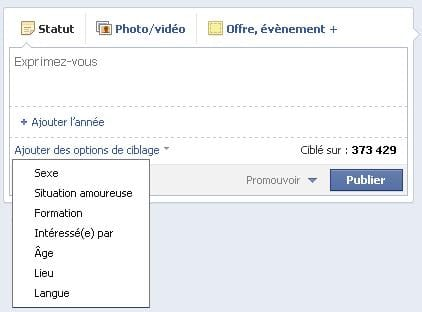 Statut Photo/vidéo Offre, évènement +
Exprimez-vous
+ Ajouter l'année
Ajouter des options de ciblage Ciblé sur : 373 429
Promouvoir Publier
Sexe
Situation amoureuse
Formation
Intéressé(e) par
Âge
Lieu
Langue